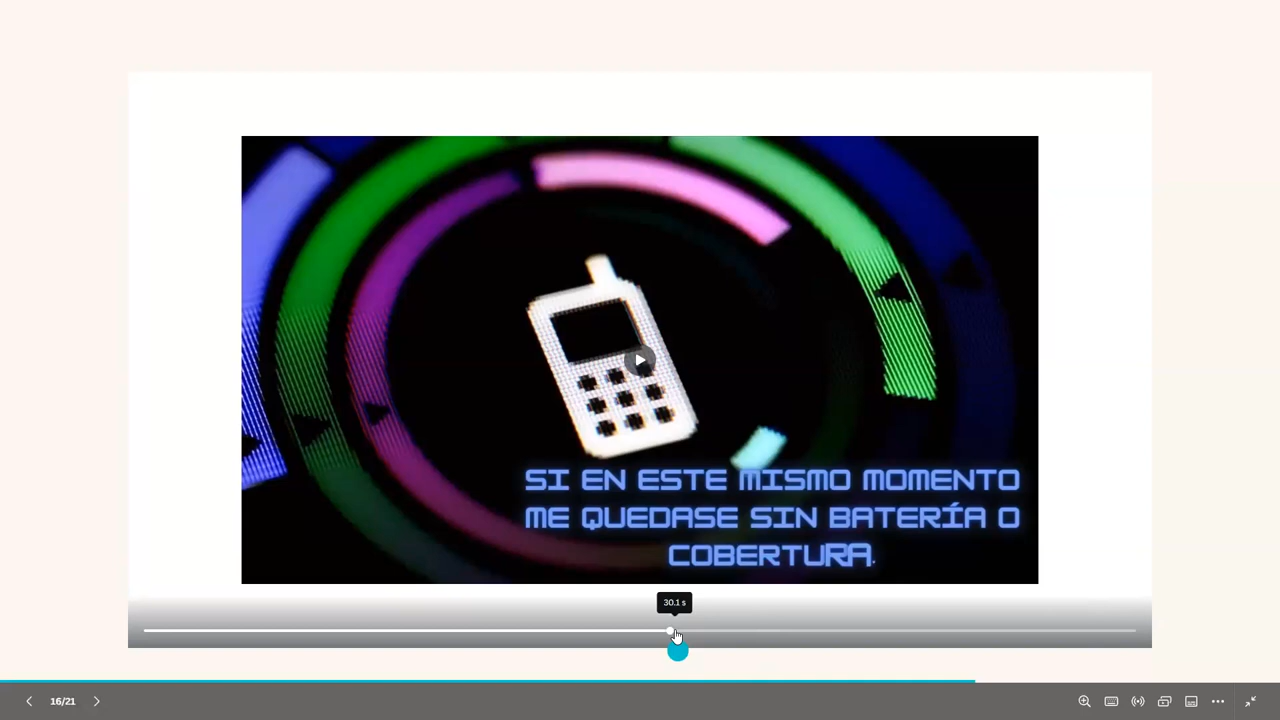 SI EN ESTE MISMO MOMENTO
ME QUEDASE SIN BATERÍA O
COBERTURA.
30.1 s
16/21